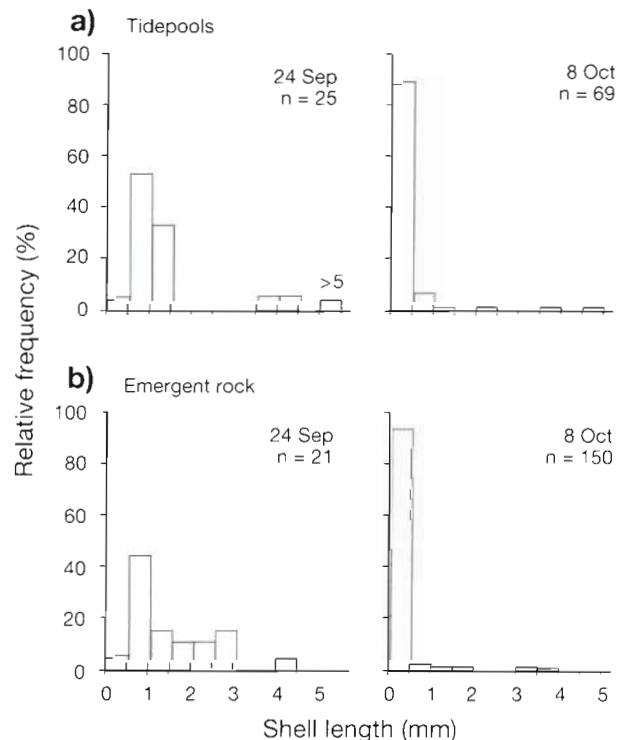 a) Tidepools
Relative frequency (%)
100
80
60
40
20
0
24 Sep
n = 25
>5
8 Oct
n = 69
b) Emergent rock
100
80
60
40
20
0
24 Sep
n = 21
8 Oct
n = 150
0 1 2 3 4 5
0 1 2 3 4 5
Shell length (mm)